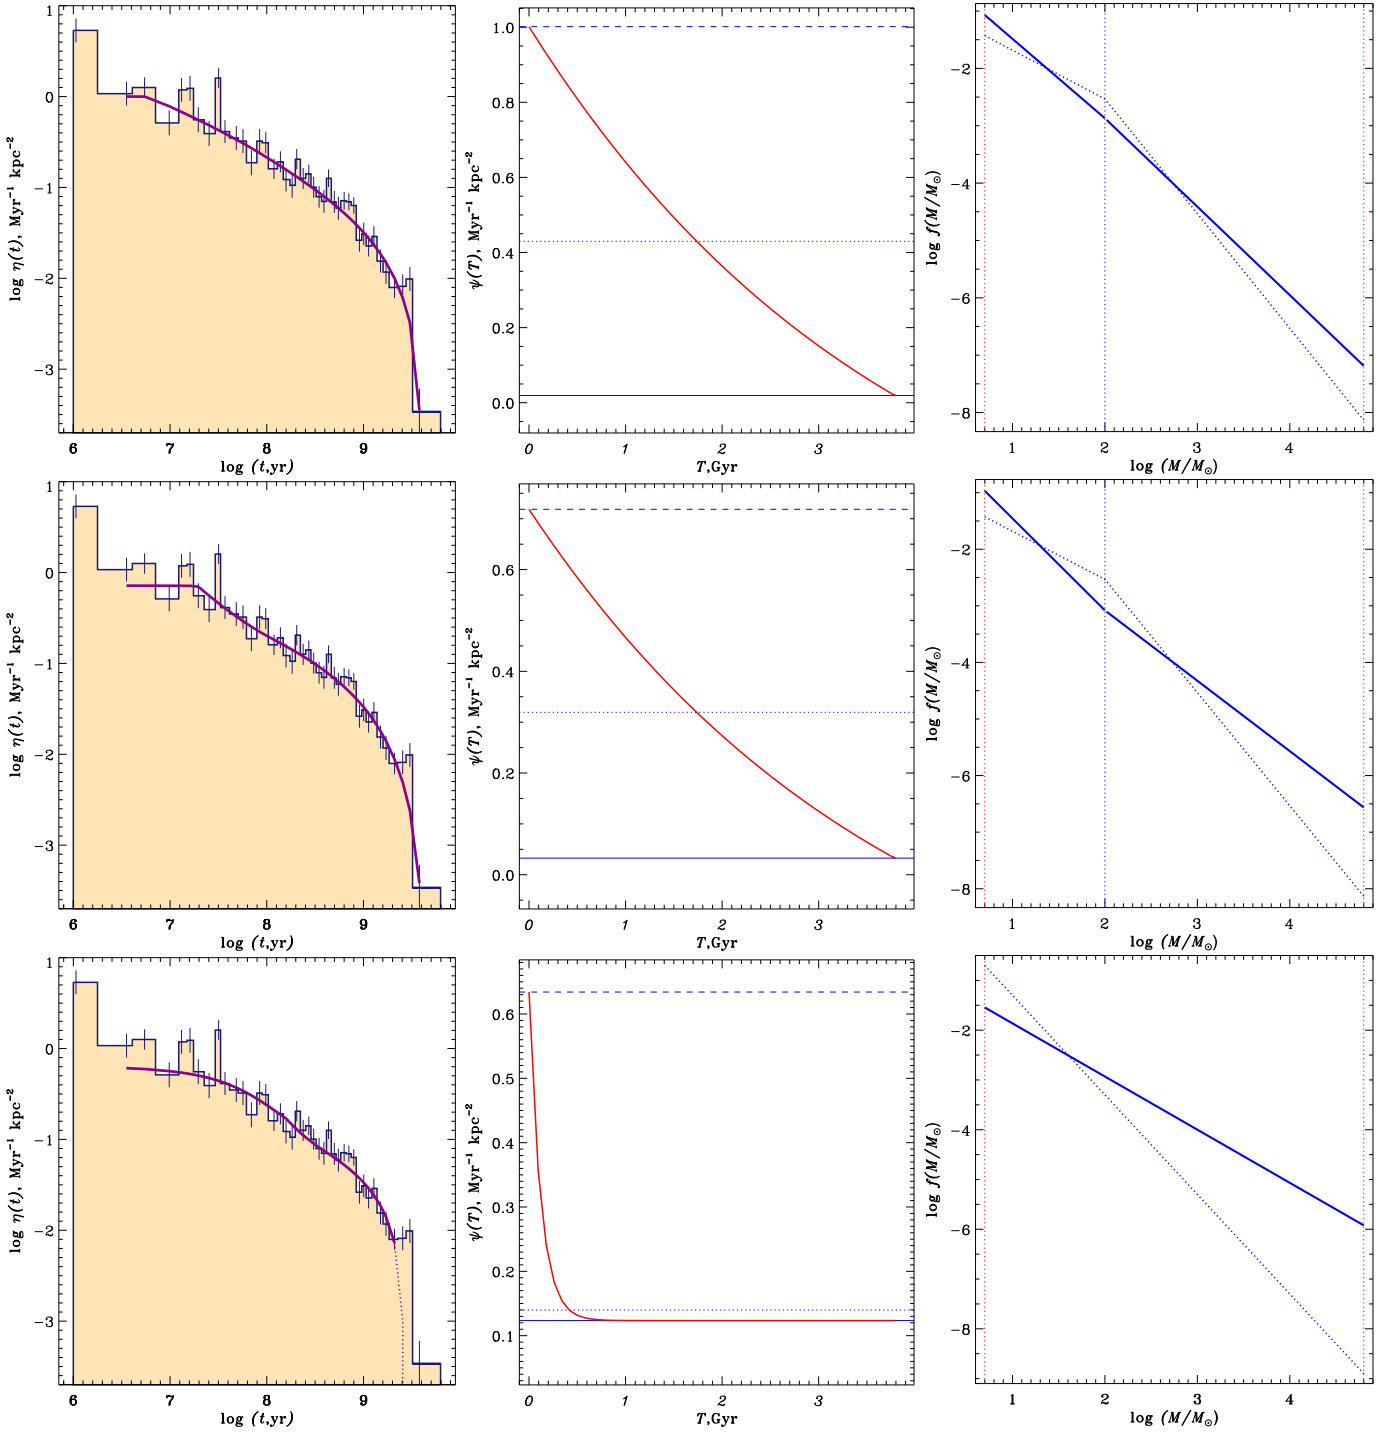 1
0
−1
−2
−3
log η(t), Myr⁻¹ kpc⁻²
6 7 8 9
log (t,yr)
1.0
0.8
0.6
0.4
0.2
0.0
ψ(T), Myr⁻¹ kpc⁻²
0 1 2 3
T,Gyr
−2
−4
−6
−8
log f(M/M☉)
1 2 3 4
log (M/M☉)
1
0
−1
−2
−3
log η(t), Myr⁻¹ kpc⁻²
6 7 8 9
log (t,yr)
0.6
0.4
0.2
0.0
ψ(T), Myr⁻¹ kpc⁻²
0 1 2 3
T,Gyr
−2
−4
−6
−8
log f(M/M☉)
1 2 3 4
log (M/M☉)
1
0
−1
−2
−3
log η(t), Myr⁻¹ kpc⁻²
6 7 8 9
log (t,yr)
0.6
0.5
0.4
0.3
0.2
0.1
ψ(T), Myr⁻¹ kpc⁻²
0 1 2 3
T,Gyr
−2
−4
−6
−8
log f(M/M☉)
1 2 3 4
log (M/M☉)